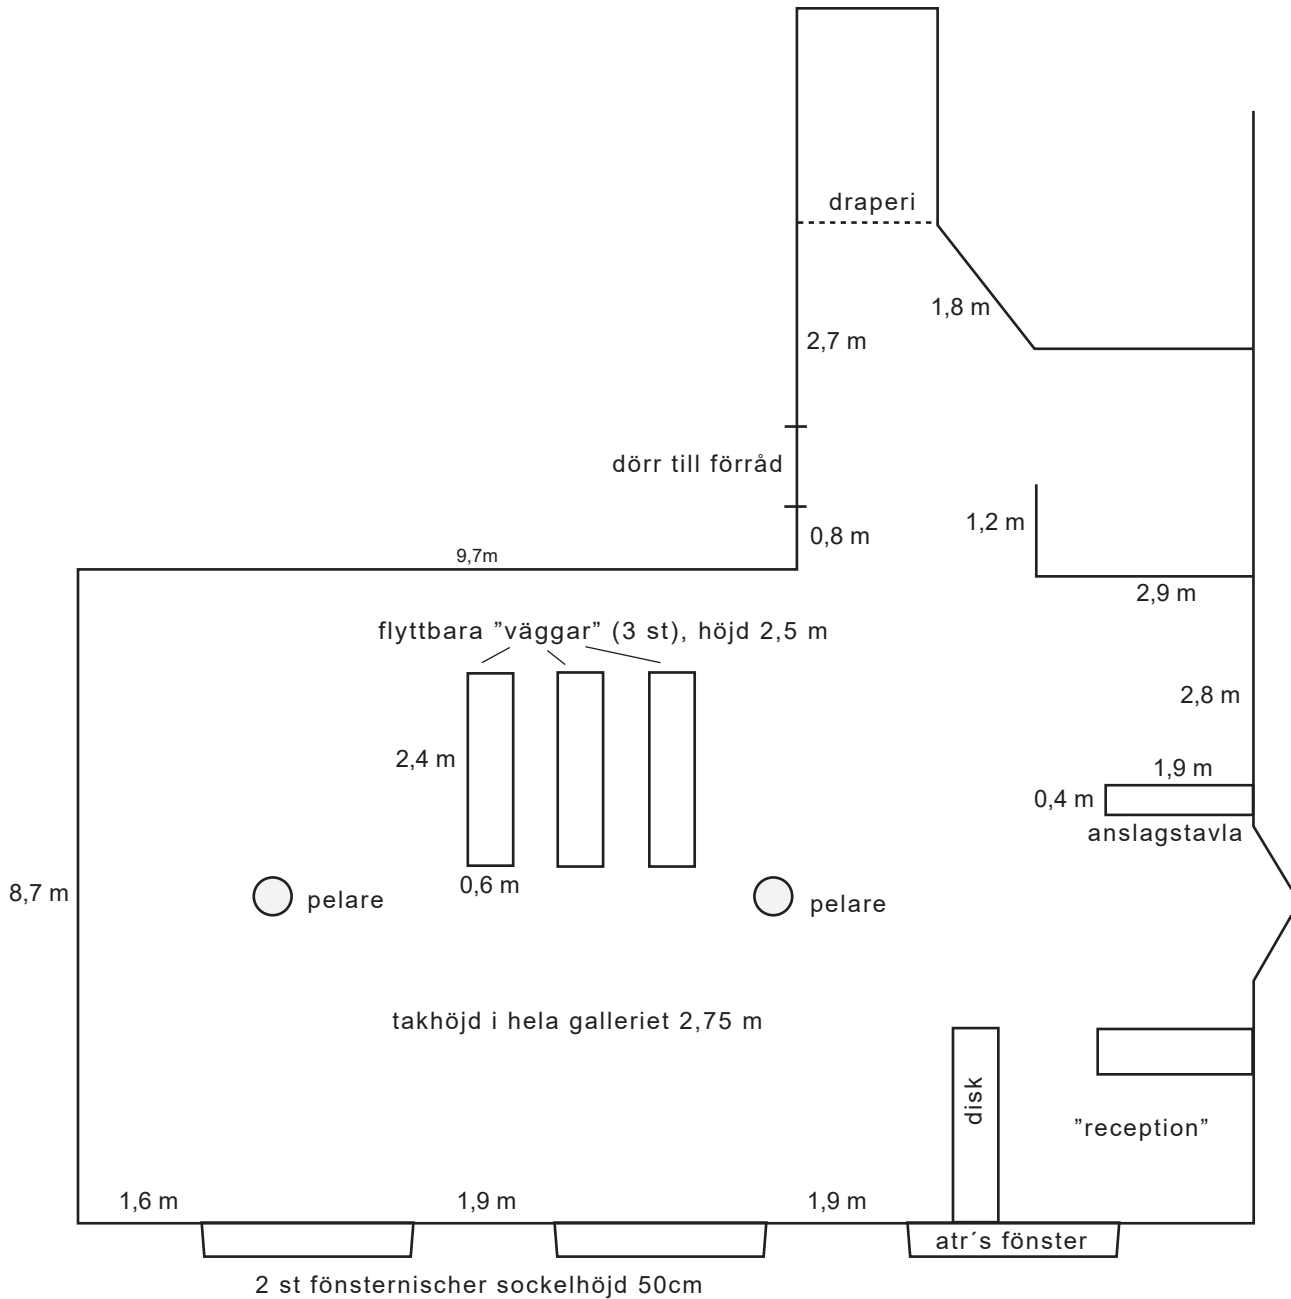 draperi
1,8 m
2,7 m
dörr till förråd
1,2 m
0,8 m
9,7m
2,9 m
flyttbara ”väggar” (3 st), höjd 2,5 m
2,8 m
2,4 m
1,9 m
0,4 m
anslagstavla
0,6 m
8,7 m
pelare
pelare
takhöjd i hela galleriet 2,75 m
disk
”reception”
1,6 m
1,9 m
1,9 m
atr´s fönster
2 st fönsternischer sockelhöjd 50cm